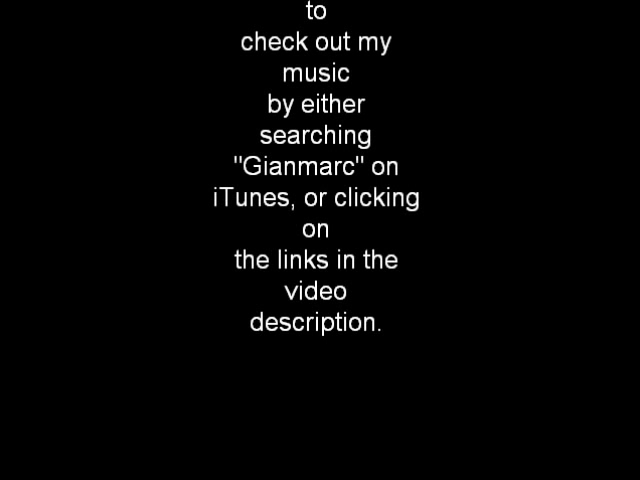 to
check out my
music
by either
searching
"Gianmarc" on
iTunes, or clicking
on
the links in the
video
description.